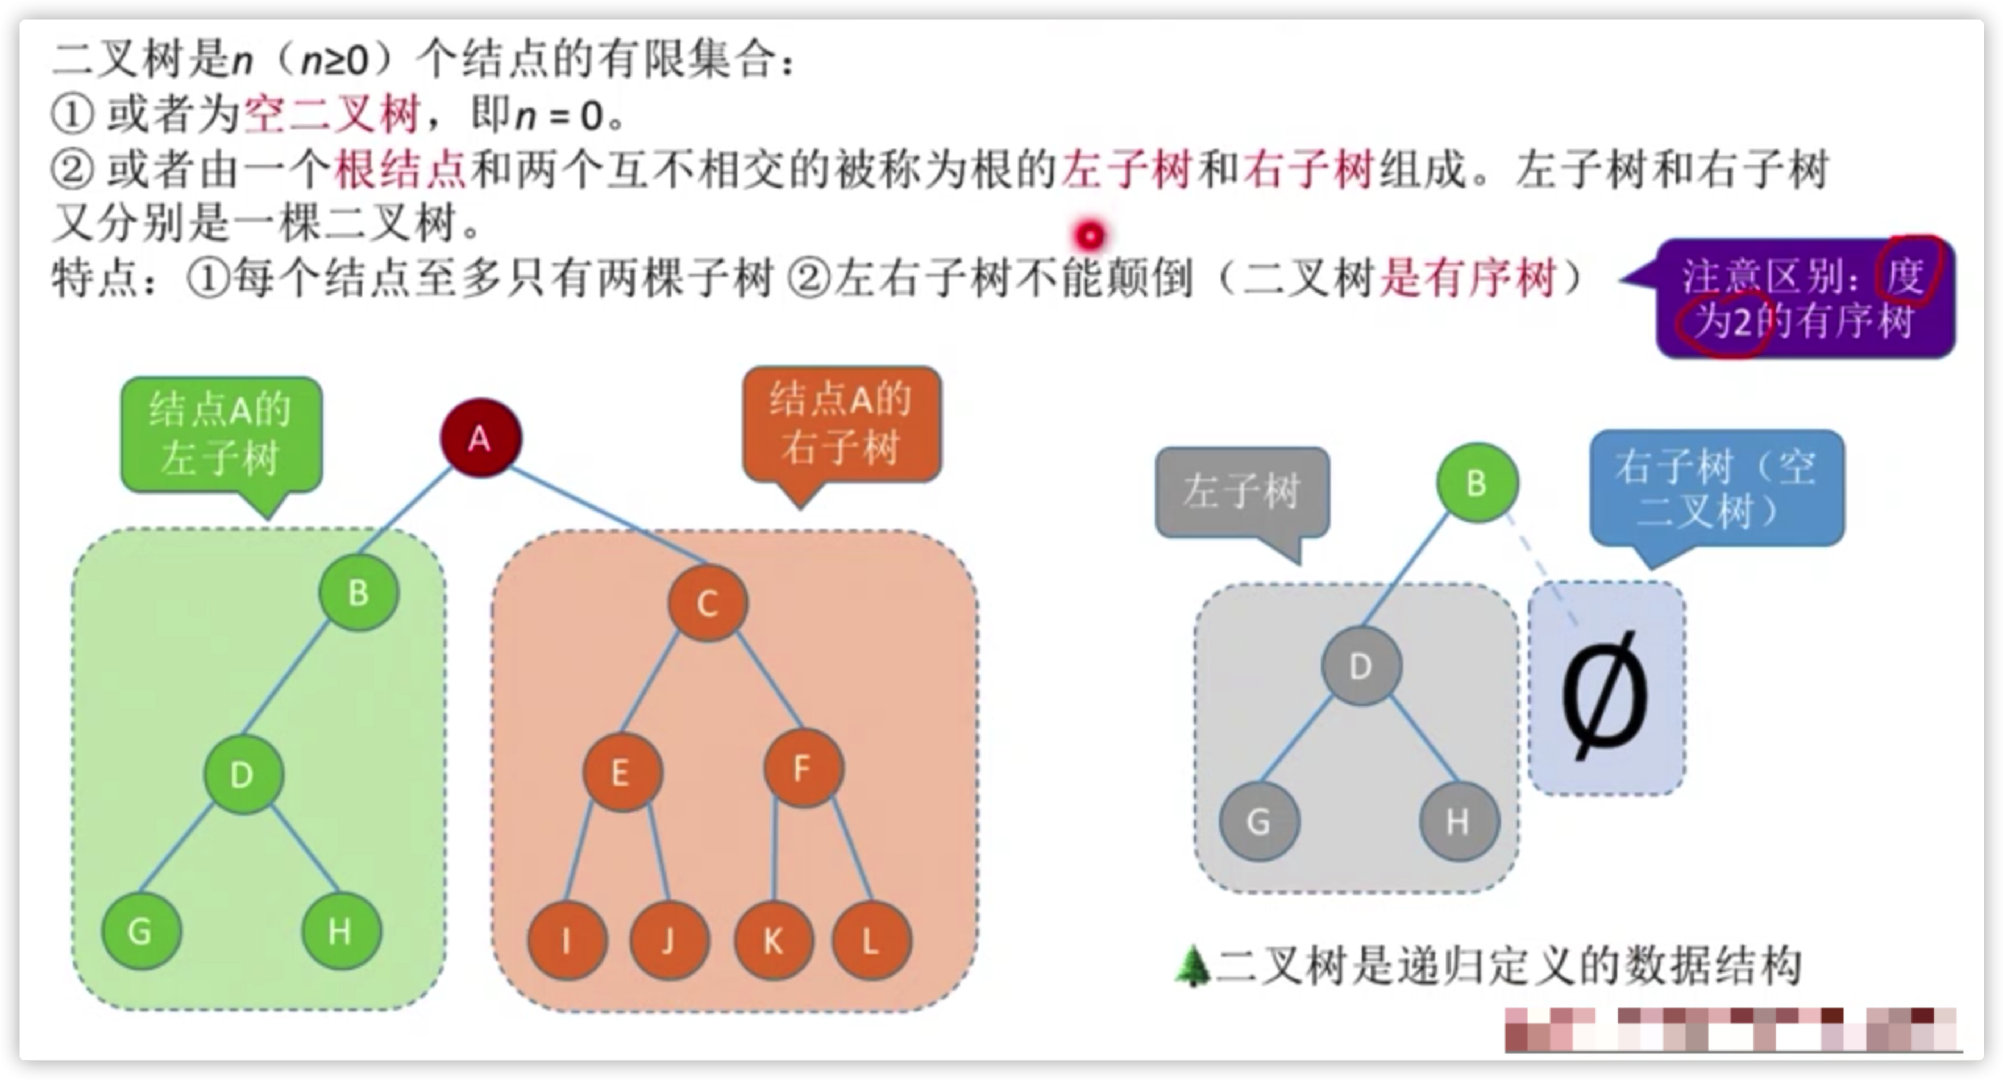 二叉树是n（n≥0）个结点的有限集合：
① 或者为空二叉树，即n = 0。
② 或者由一个根结点和两个互不相交的被称为根的左子树和右子树组成。左子树和右子树
又分别是一棵二叉树。
特点：①每个结点至多只有两棵子树 ②左右子树不能颠倒（二叉树是有序树）
注意区别：度
为2的有序树
结点A的
左子树
A
结点A的
右子树
B
C
D
E
F
G
H
I
J
K
L
左子树
B
右子树（空
二叉树）
D
Ø
G
H
二叉树是递归定义的数据结构